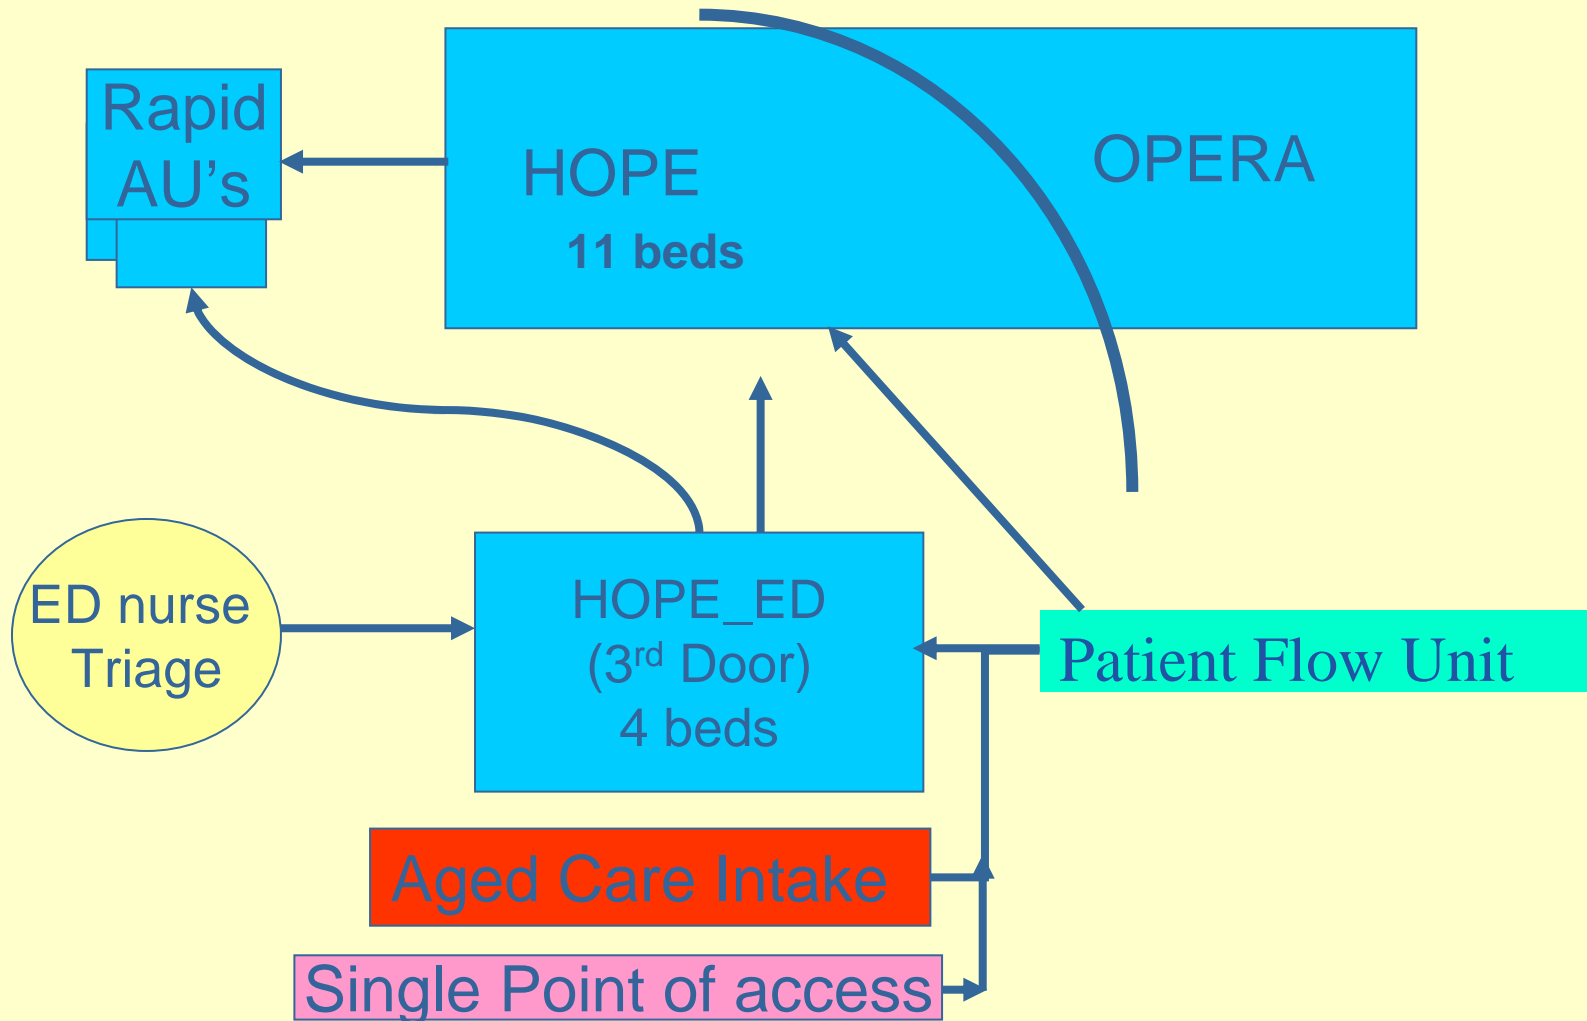 Rapid
AU’s
HOPE
11 beds
OPERA
ED nurse
Triage
HOPE_ED
(3rd Door)
4 beds
Patient Flow Unit
Aged Care Intake
Single Point of access